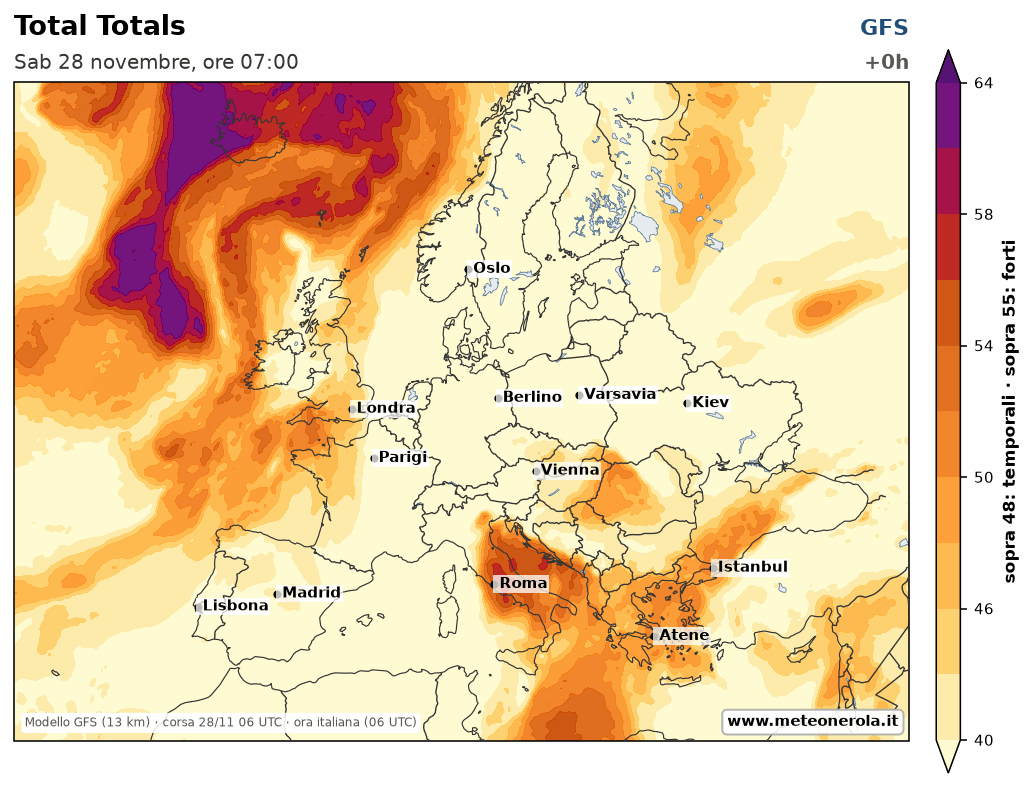 Total Totals
GFS
Sab 28 novembre, ore 07:00
+0h
64
58
54
50
46
40
sopra 48: temporali · sopra 55: forti
Oslo
Londra
Berlino
Varsavia
Kiev
Parigi
Vienna
Istanbul
Roma
Madrid
Lisbona
Atene
Modello GFS (13 km) · corsa 28/11 06 UTC · ora italiana (06 UTC)
www.meteonerola.it